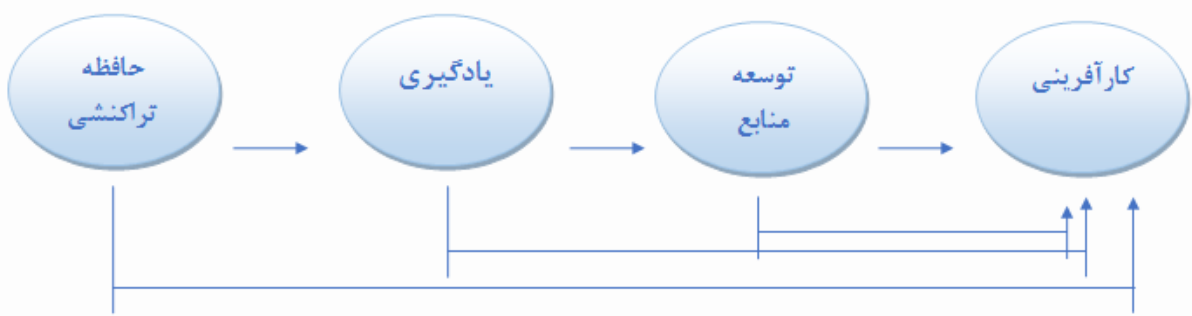 حافظه
تراکنشی
یادگیری
توسعه
منابع
کارآفرینی